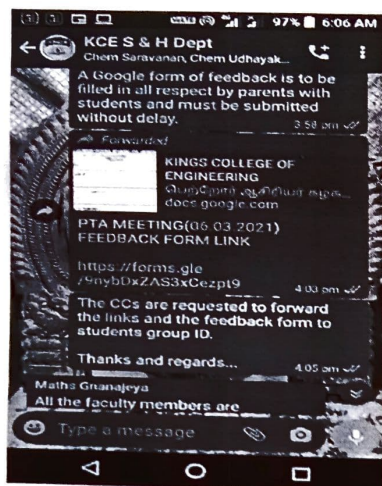 97% 6:06 AM
KCE S & H Dept
Chem Saravanan, Chem Udhayak...
A Google form of feedback is to be
filled in all respect by parents with
students and must be submitted
without delay.
3:58 pm
Forwarded
KINGS COLLEGE OF
ENGINEERING
பெற்றோர் ஆசிரியர் கழக...
docs.google.com
PTA MEETING(06.03.2021)
FEEDBACK FORM LINK
https://forms.gle
/9nybDxZAS3xCezpt9
4:03 pm
The CCs are requested to forward
the links and the feedback form to
students group ID.
Thanks and regards...
4:05 pm
Maths Gnanajeya
All the faculty members are
Type a message